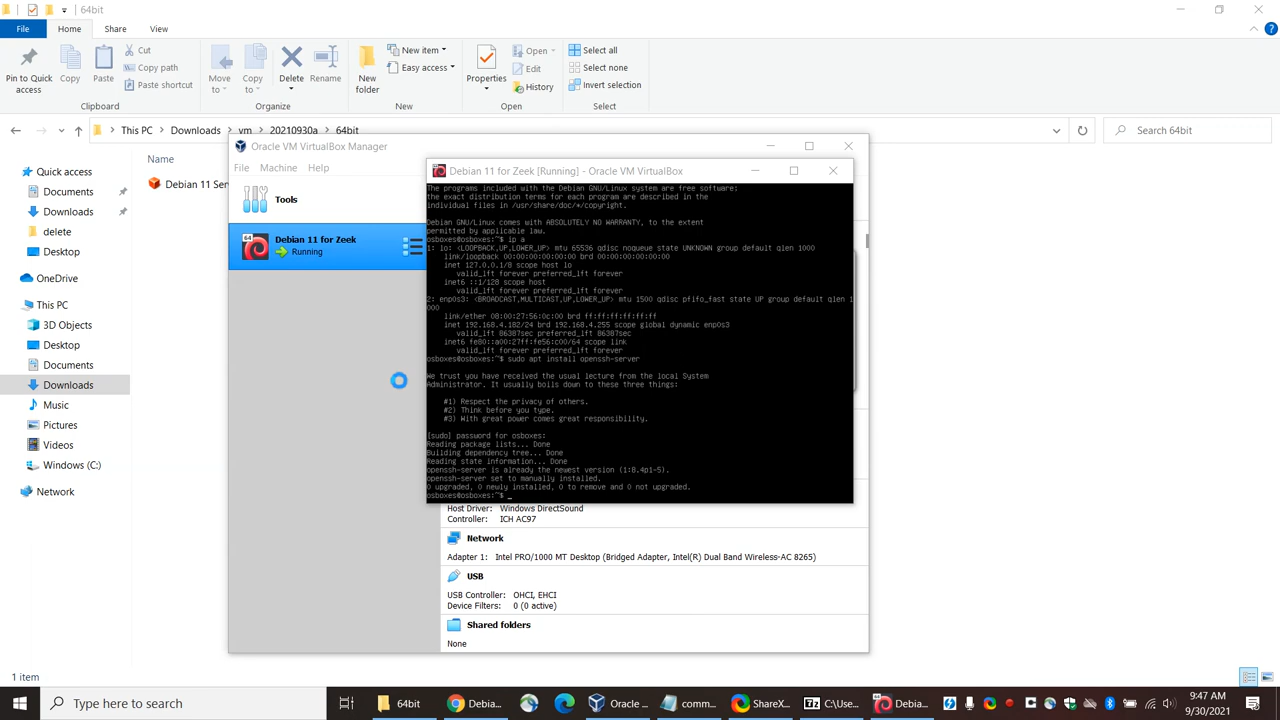 64bit
File
Home
Share
View
Pin to Quick access
Copy
Paste
Cut
Copy path
Paste shortcut
Clipboard
Move to
Copy to
Delete
Rename
Organize
New folder
New item
Easy access
New
Properties
Open
Edit
History
Open
Select all
Select none
Invert selection
Select
This PC
Downloads
vm
20210930a
64bit
Search 64bit
Name
Debian 11 Ser
Quick access
Documents
Downloads
delete
Desktop
OneDrive
This PC
3D Objects
Desktop
Documents
Downloads
Music
Pictures
Videos
Windows (C:)
Network
1 item
Oracle VM VirtualBox Manager
File Machine Help
Tools
Debian 11 for Zeek
Running
Debian 11 for Zeek [Running] - Oracle VM VirtualBox
The programs included with the Debian GNU/Linux system are free software;
the exact distribution terms for each program are described in the
individual files in /usr/share/doc/*/copyright.
Debian GNU/Linux comes with ABSOLUTELY NO WARRANTY, to the extent
permitted by applicable law.
osboxes@osboxes:~$ ip a
1: lo: <LOOPBACK,UP,LOWER_UP> mtu 65536 qdisc noqueue state UNKNOWN group default qlen 1000
link/loopback 00:00:00:00:00:00 brd 00:00:00:00:00:00
inet 127.0.0.1/8 scope host lo
valid_lft forever preferred_lft forever
inet6 ::1/128 scope host
valid_lft forever preferred_lft forever
2: enp0s3: <BROADCAST,MULTICAST,UP,LOWER_UP> mtu 1500 qdisc pfifo_fast state UP group default qlen 1
000
link/ether 08:00:27:56:0c:00 brd ff:ff:ff:ff:ff:ff
inet 192.168.4.182/24 brd 192.168.4.255 scope global dynamic enp0s3
valid_lft 86387sec preferred_lft 86387sec
inet6 fe80::a00:27ff:fe56:c00/64 scope link
valid_lft forever preferred_lft forever
osboxes@osboxes:~$ sudo apt install openssh-server
We trust you have received the usual lecture from the local System
Administrator. It usually boils down to these three things:
#1) Respect the privacy of others.
#2) Think before you type.
#3) With great power comes great responsibility.
[sudo] password for osboxes:
Reading package lists... Done
Building dependency tree... Done
Reading state information... Done
openssh-server is already the newest version (1:8.4p1-5).
openssh-server set to manually installed.
0 upgraded, 0 newly installed, 0 to remove and 0 not upgraded.
osboxes@osboxes:~$ _
Host Driver: Windows DirectSound
Controller: ICH AC97
Network
Adapter 1: Intel PRO/1000 MT Desktop (Bridged Adapter, Intel(R) Dual Band Wireless-AC 8265)
USB
USB Controller: OHCI, EHCI
Device Filters: 0 (0 active)
Shared folders
None
Type here to search
64bit
Debia...
Oracle ...
comm...
ShareX...
C:\Use...
Debia...
9:47 AM
9/30/2021